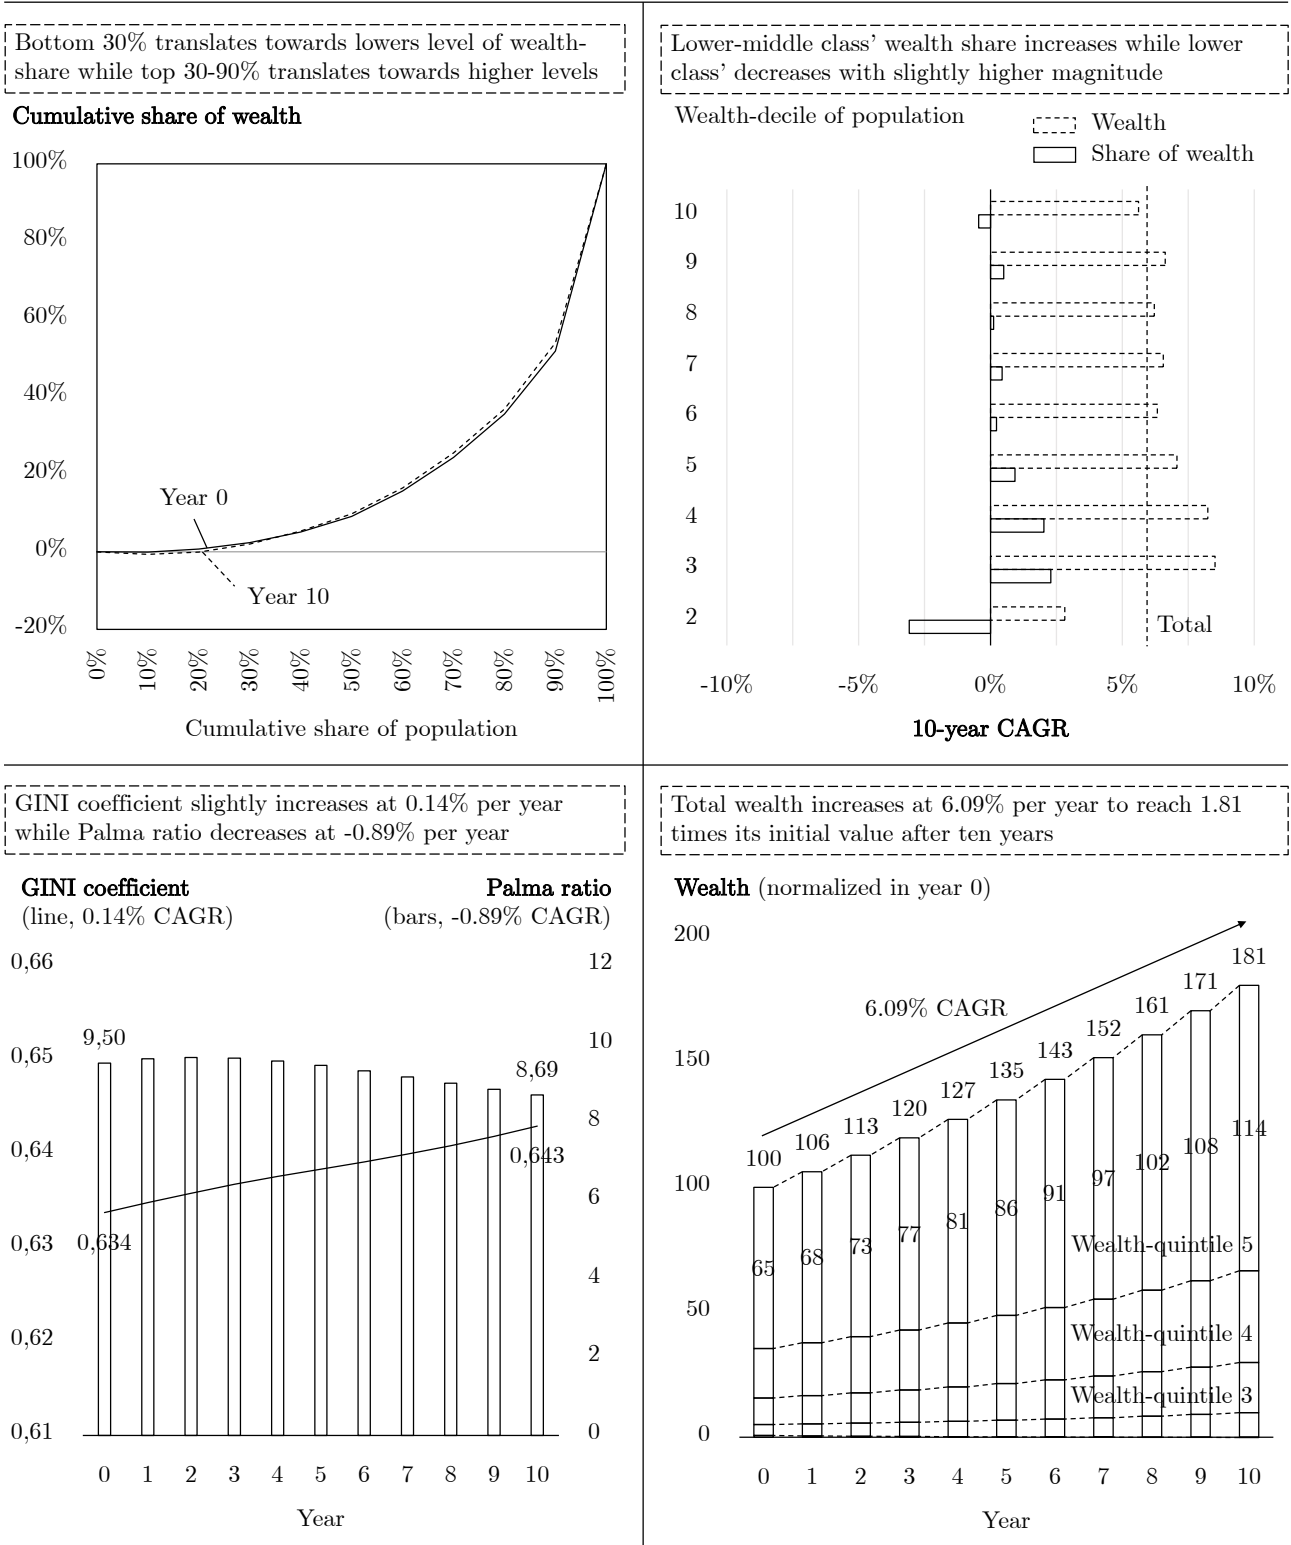 Bottom 30% translates towards lowers level of wealth-
share while top 30-90% translates towards higher levels
Cumulative share of wealth
100%
80%
60%
40%
20%
0%
-20%
Year 0
Year 10
0%
10%
20%
30%
40%
50%
60%
70%
80%
90%
100%
Cumulative share of population
Lower-middle class’ wealth share increases while lower
class’ decreases with slightly higher magnitude
Wealth-decile of population
Wealth
Share of wealth
10
9
8
7
6
5
4
3
2
Total
-10%
-5%
0%
5%
10%
10-year CAGR
GINI coefficient slightly increases at 0.14% per year
while Palma ratio decreases at -0.89% per year
GINI coefficient
(line, 0.14% CAGR)
Palma ratio
(bars, -0.89% CAGR)
0,66
0,65
0,64
0,63
0,62
0,61
12
10
8
6
4
2
0
9,50
8,69
0,634
0,643
0 1 2 3 4 5 6 7 8 9 10
Year
Total wealth increases at 6.09% per year to reach 1.81
times its initial value after ten years
Wealth (normalized in year 0)
200
150
100
50
0
6.09% CAGR
100 106 113 120 127 135 143 152 161 171 181
65 68 73 77 81 86 91 97 102 108 114
Wealth-quintile 5
Wealth-quintile 4
Wealth-quintile 3
0 1 2 3 4 5 6 7 8 9 10
Year